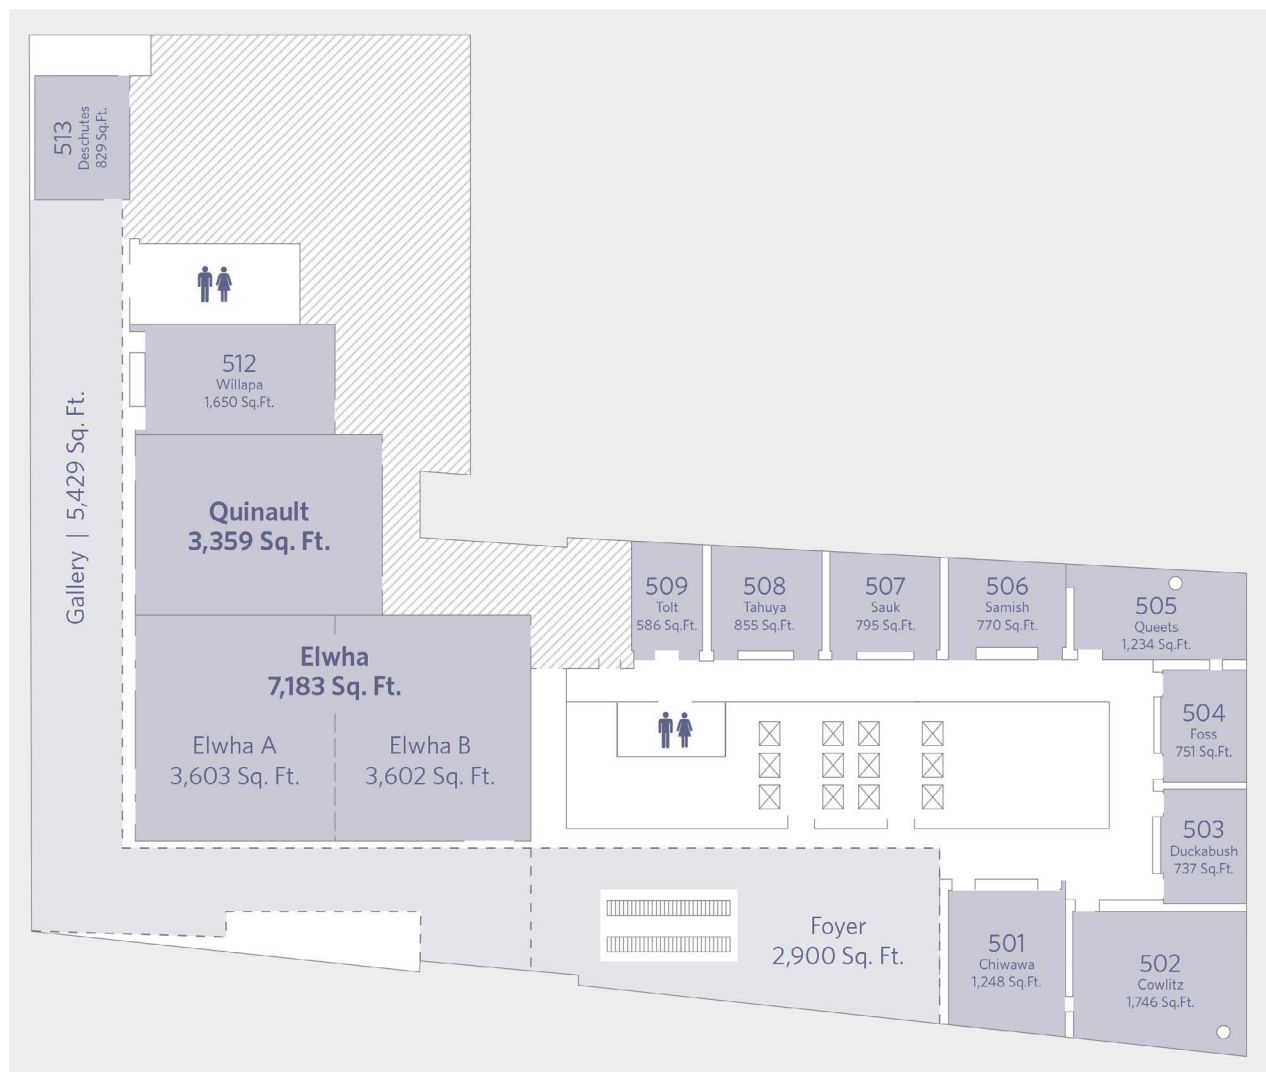 513
Deschutes
829 Sq.Ft.
512
Willapa
1,650 Sq.Ft.
Gallery | 5,429 Sq. Ft.
Quinault
3,359 Sq. Ft.
Elwha
7,183 Sq. Ft.
Elwha A
3,603 Sq. Ft.
Elwha B
3,602 Sq. Ft.
509
Tolt
586 Sq.Ft.
508
Tahuya
855 Sq.Ft.
507
Sauk
795 Sq.Ft.
506
Samish
770 Sq.Ft.
505
Queets
1,234 Sq.Ft.
504
Foss
751 Sq.Ft.
503
Duckabush
737 Sq.Ft.
Foyer
2,900 Sq. Ft.
501
Chiwawa
1,248 Sq.Ft.
502
Cowlitz
1,746 Sq.Ft.